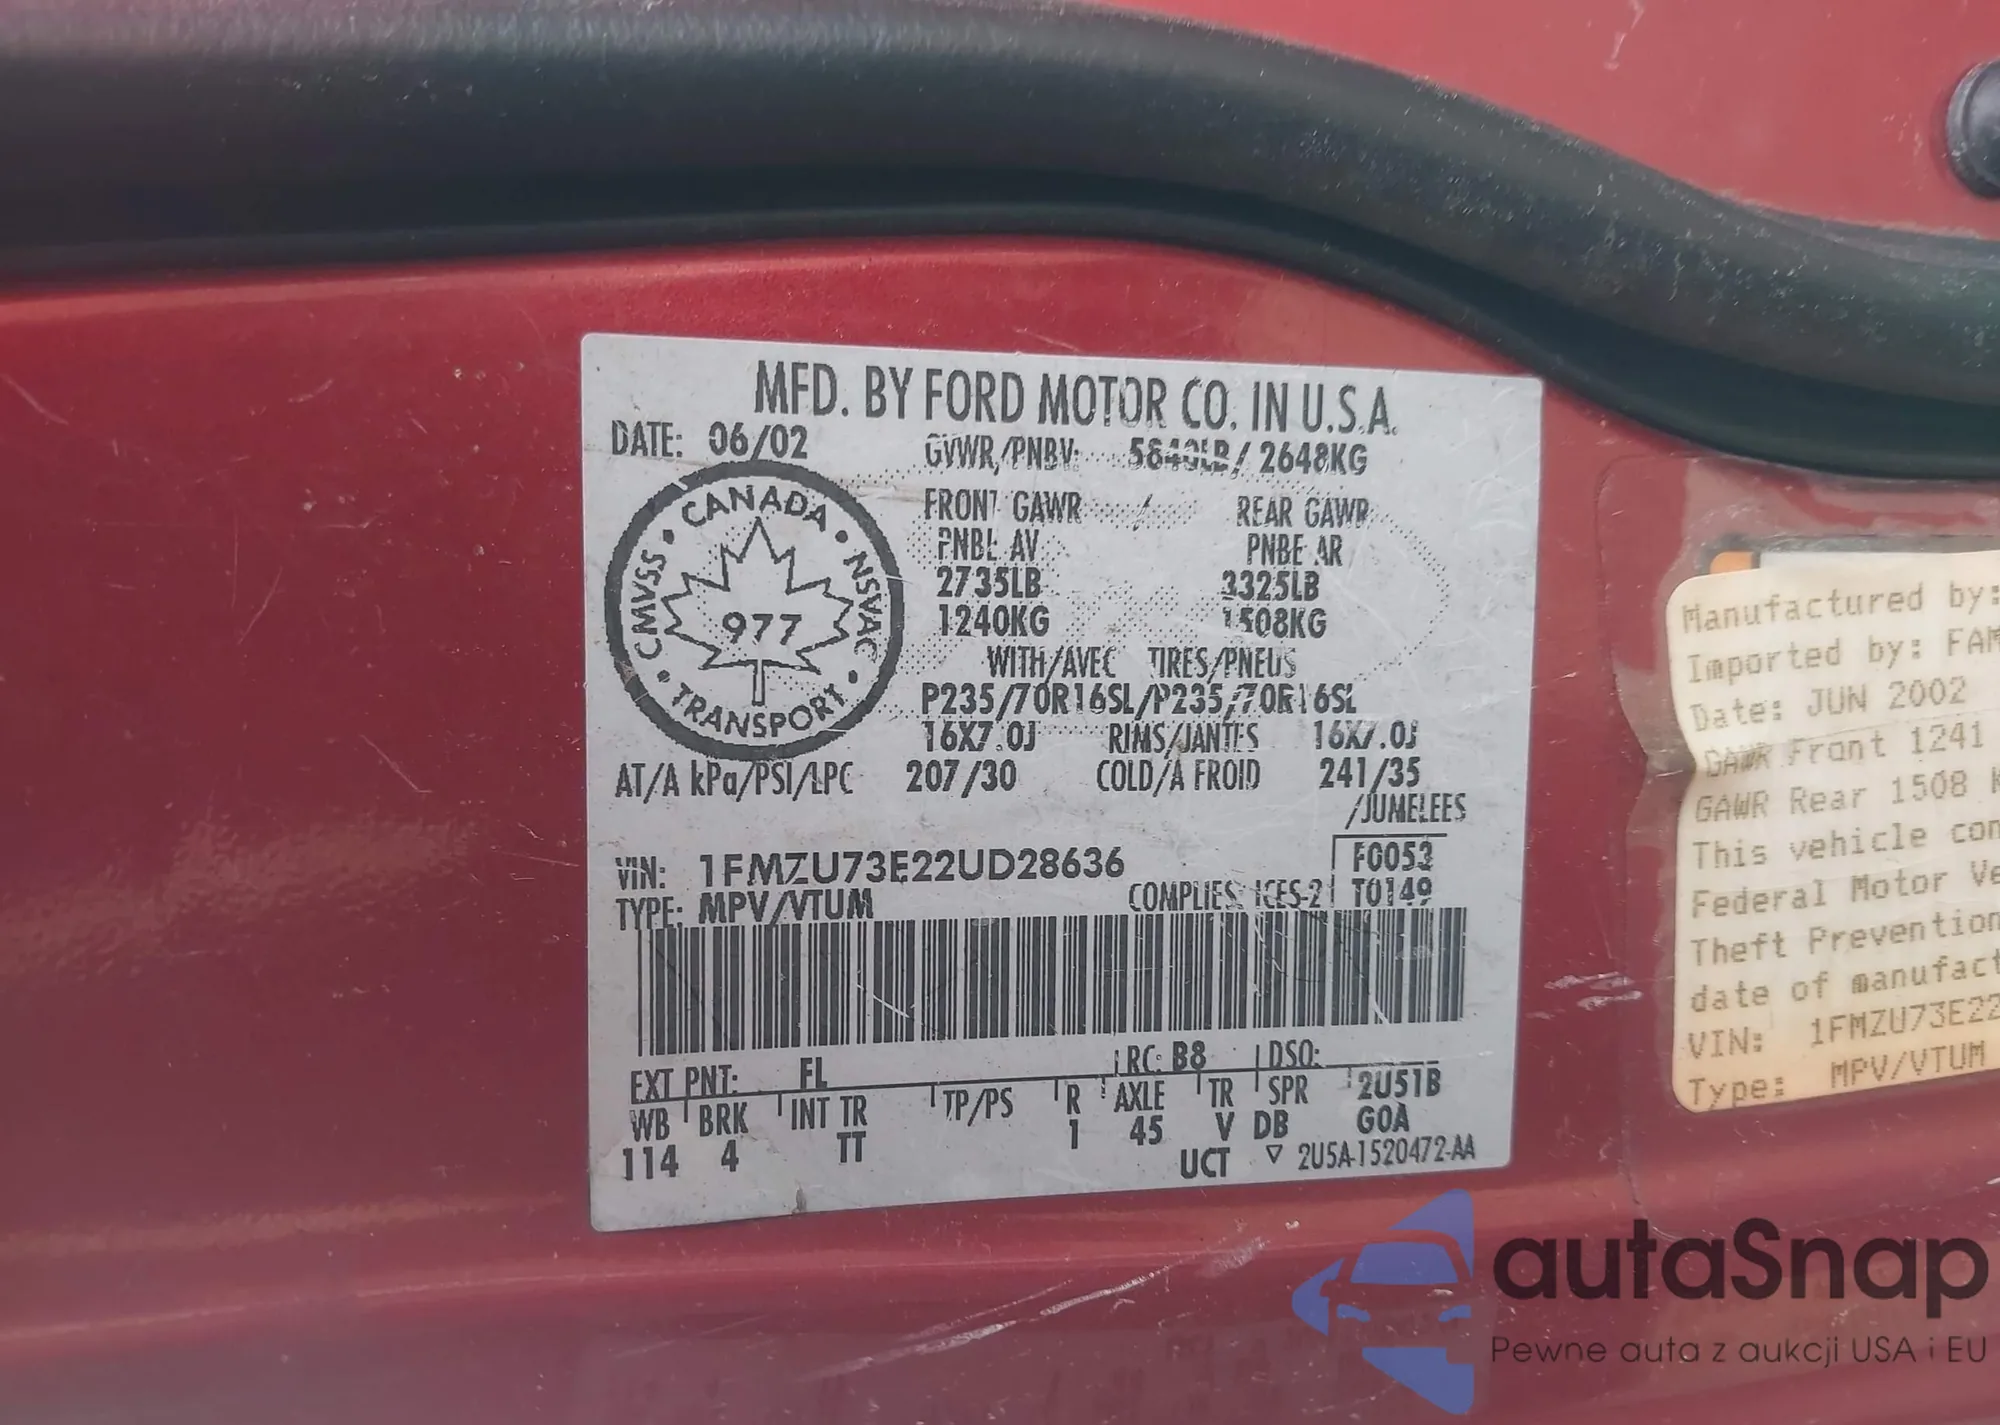 MFD. BY FORD MOTOR CO. IN U.S.A.
DATE: 06/02 GVWR/PNBV: 5840LB/ 2648KG
CANADA
CMVSS NSVAC
977
TRANSPORT
FRONT GAWR / REAR GAWR
PNBE AV PNBE AR
2735LB 3325LB
1240KG 1508KG
WITH/AVEC TIRES/PNEUS
P235/70R16SL/P235/70R16SL
16X7.0J RIMS/JANTES 16X7.0J
AT/A kPa/PSI/LPC 207/30 COLD/A FROID 241/35
/JUMELEES
VIN: 1FMZU73E22UD28636 F0053
TYPE: MPV/VTUM COMPLIES: ICES-2 T0149
EXT PNT: FL RC: B8 DSO:
WB BRK INT TR TP/PS R AXLE TR SPR 2U51B
114 4 TT 1 45 V DB G0A
UCT ▽ 2U5A-1520472-AA
Manufactured by:
Imported by: FAM
Date: JUN 2002
GAWR Front 1241
GAWR Rear 1508 K
This vehicle con
Federal Motor Ve
Theft Prevention
date of manufact
VIN: 1FMZU73E22
Type: MPV/VTUM
autaSnap
Pewne auta z aukcji USA i EU